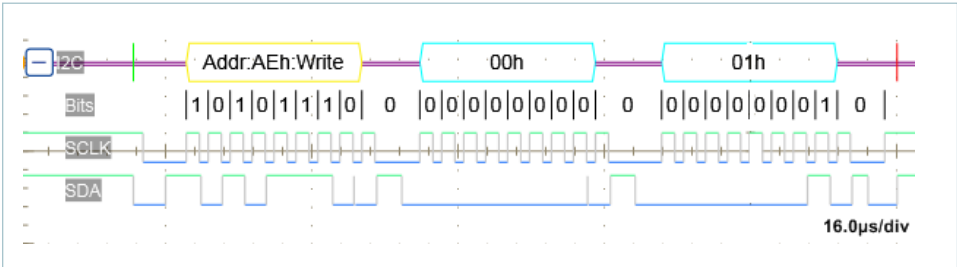 I2C Addr:AEh:Write 00h 01h
Bits 1 0 1 0 1 1 1 0 0 0 0 0 0 0 0 0 0 0 0 0 0 0 0 0 0 1 0
SCLK
SDA
16.0µs/div